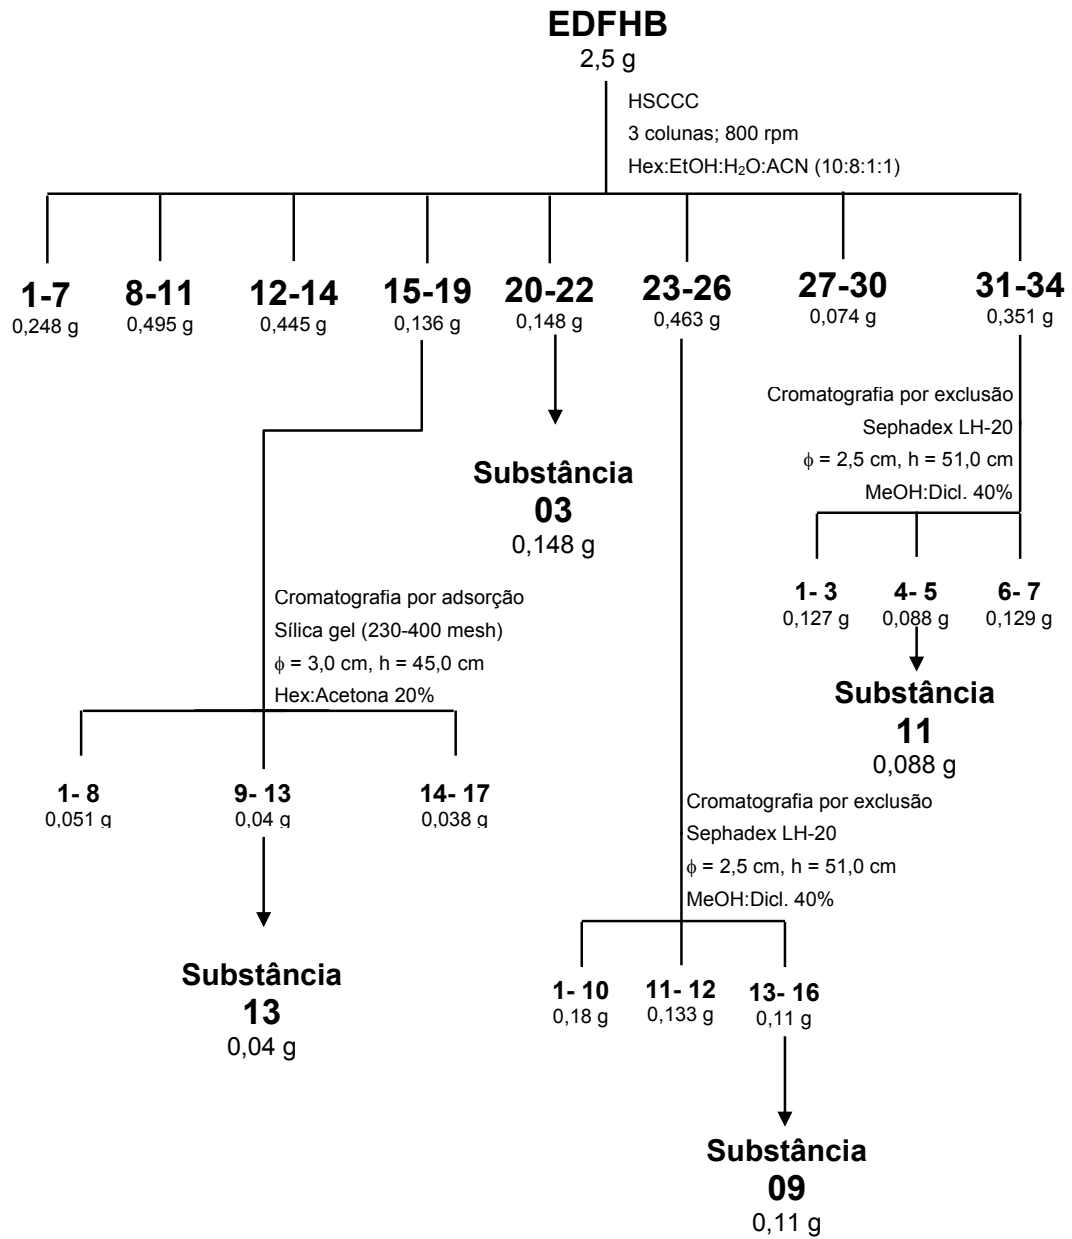 EDFHB
2,5 g
HSCCC
3 colunas; 800 rpm
Hex:EtOH:H₂O:ACN (10:8:1:1)
1-7
0,248 g
8-11
0,495 g
12-14
0,445 g
15-19
0,136 g
20-22
0,148 g
23-26
0,463 g
27-30
0,074 g
31-34
0,351 g
Cromatografia por exclusão
Sephadex LH-20
ϕ = 2,5 cm, h = 51,0 cm
MeOH:Dicl. 40%
Substância
03
0,148 g
1- 3
0,127 g
4- 5
0,088 g
6- 7
0,129 g
Cromatografia por adsorção
Sílica gel (230-400 mesh)
ϕ = 3,0 cm, h = 45,0 cm
Hex:Acetona 20%
Substância
11
0,088 g
1- 8
0,051 g
9- 13
0,04 g
14- 17
0,038 g
Cromatografia por exclusão
Sephadex LH-20
ϕ = 2,5 cm, h = 51,0 cm
MeOH:Dicl. 40%
Substância
13
0,04 g
1- 10
0,18 g
11- 12
0,133 g
13- 16
0,11 g
Substância
09
0,11 g